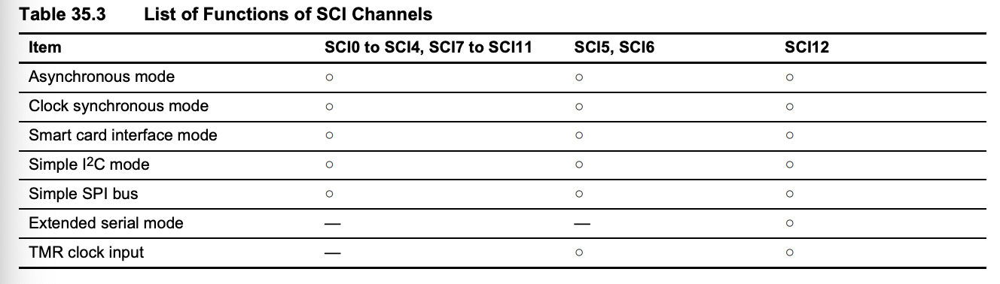 Table 35.3 List of Functions of SCI Channels
Item SCI0 to SCI4, SCI7 to SCI11 SCI5, SCI6 SCI12
Asynchronous mode ○ ○ ○
Clock synchronous mode ○ ○ ○
Smart card interface mode ○ ○ ○
Simple I²C mode ○ ○ ○
Simple SPI bus ○ ○ ○
Extended serial mode — — ○
TMR clock input — ○ ○